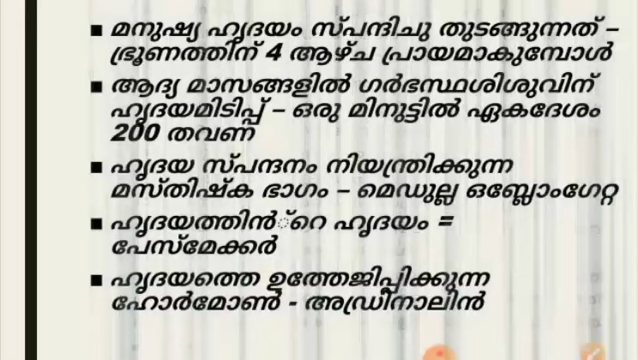 ▪ മനുഷ്യ ഹൃദയം സ്പന്ദിചു തുടങ്ങുന്നത് –
ഭ്രൂണത്തിന് 4 ആഴ്ച പ്രായമാകുമ്പോൾ
▪ ആദ്യ മാസങ്ങളിൽ ഗർഭസ്ഥശിശുവിന്
ഹൃദയമിടിപ്പ് – ഒരു മിനുട്ടിൽ ഏകദേശം
200 തവണ
▪ ഹൃദയ സ്പന്ദനം നിയന്ത്രിക്കുന്ന
മസ്തിഷ്ക ഭാഗം – മെഡുല്ല ഒബ്ലോംഗേറ്റ
▪ ഹൃദയത്തിൻ്റെ ഹൃദയം =
പേസ്മേക്കർ
▪ ഹൃദയത്തെ ഉത്തേജിപ്പിക്കുന്ന
ഹോർമോൺ - അഡ്രിനാലിൻ